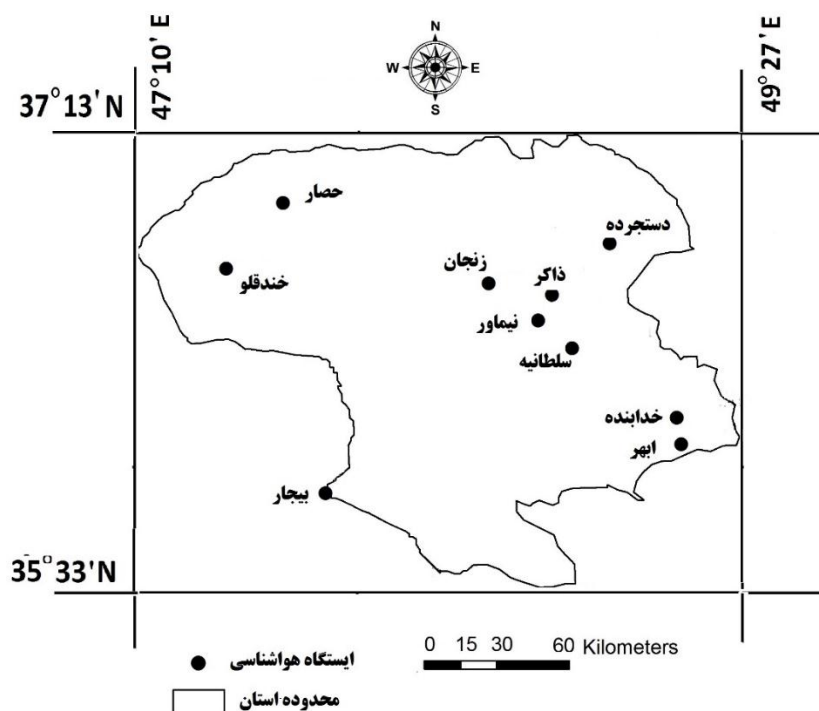 N
W E
S
47°10' E
49°27' E
37°13'N
حصار
دستجرده
زنجان
ذاکر
خندقلو
نیماور
سلطانیه
خدابنده
ابهر
بیجار
35°33'N
0 15 30 60 Kilometers
ایستگاه هواشناسی
محدوده استان